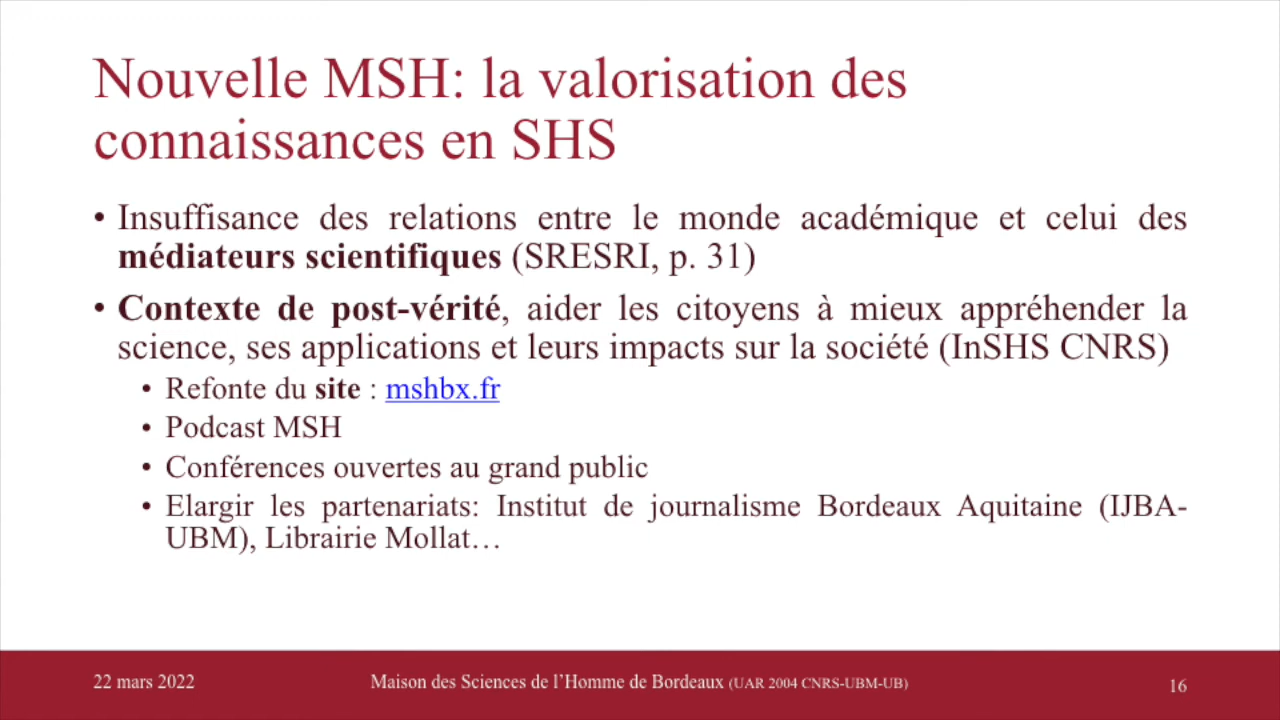 Nouvelle MSH: la valorisation des
connaissances en SHS
• Insuffisance des relations entre le monde académique et celui des
médiateurs scientifiques (SRESRI, p. 31)
• Contexte de post-vérité, aider les citoyens à mieux appréhender la
science, ses applications et leurs impacts sur la société (InSHS CNRS)
• Refonte du site : mshbx.fr
• Podcast MSH
• Conférences ouvertes au grand public
• Elargir les partenariats: Institut de journalisme Bordeaux Aquitaine (IJBA-
UBM), Librairie Mollat…
22 mars 2022
Maison des Sciences de l’Homme de Bordeaux (UAR 2004 CNRS-UBM-UB)
16